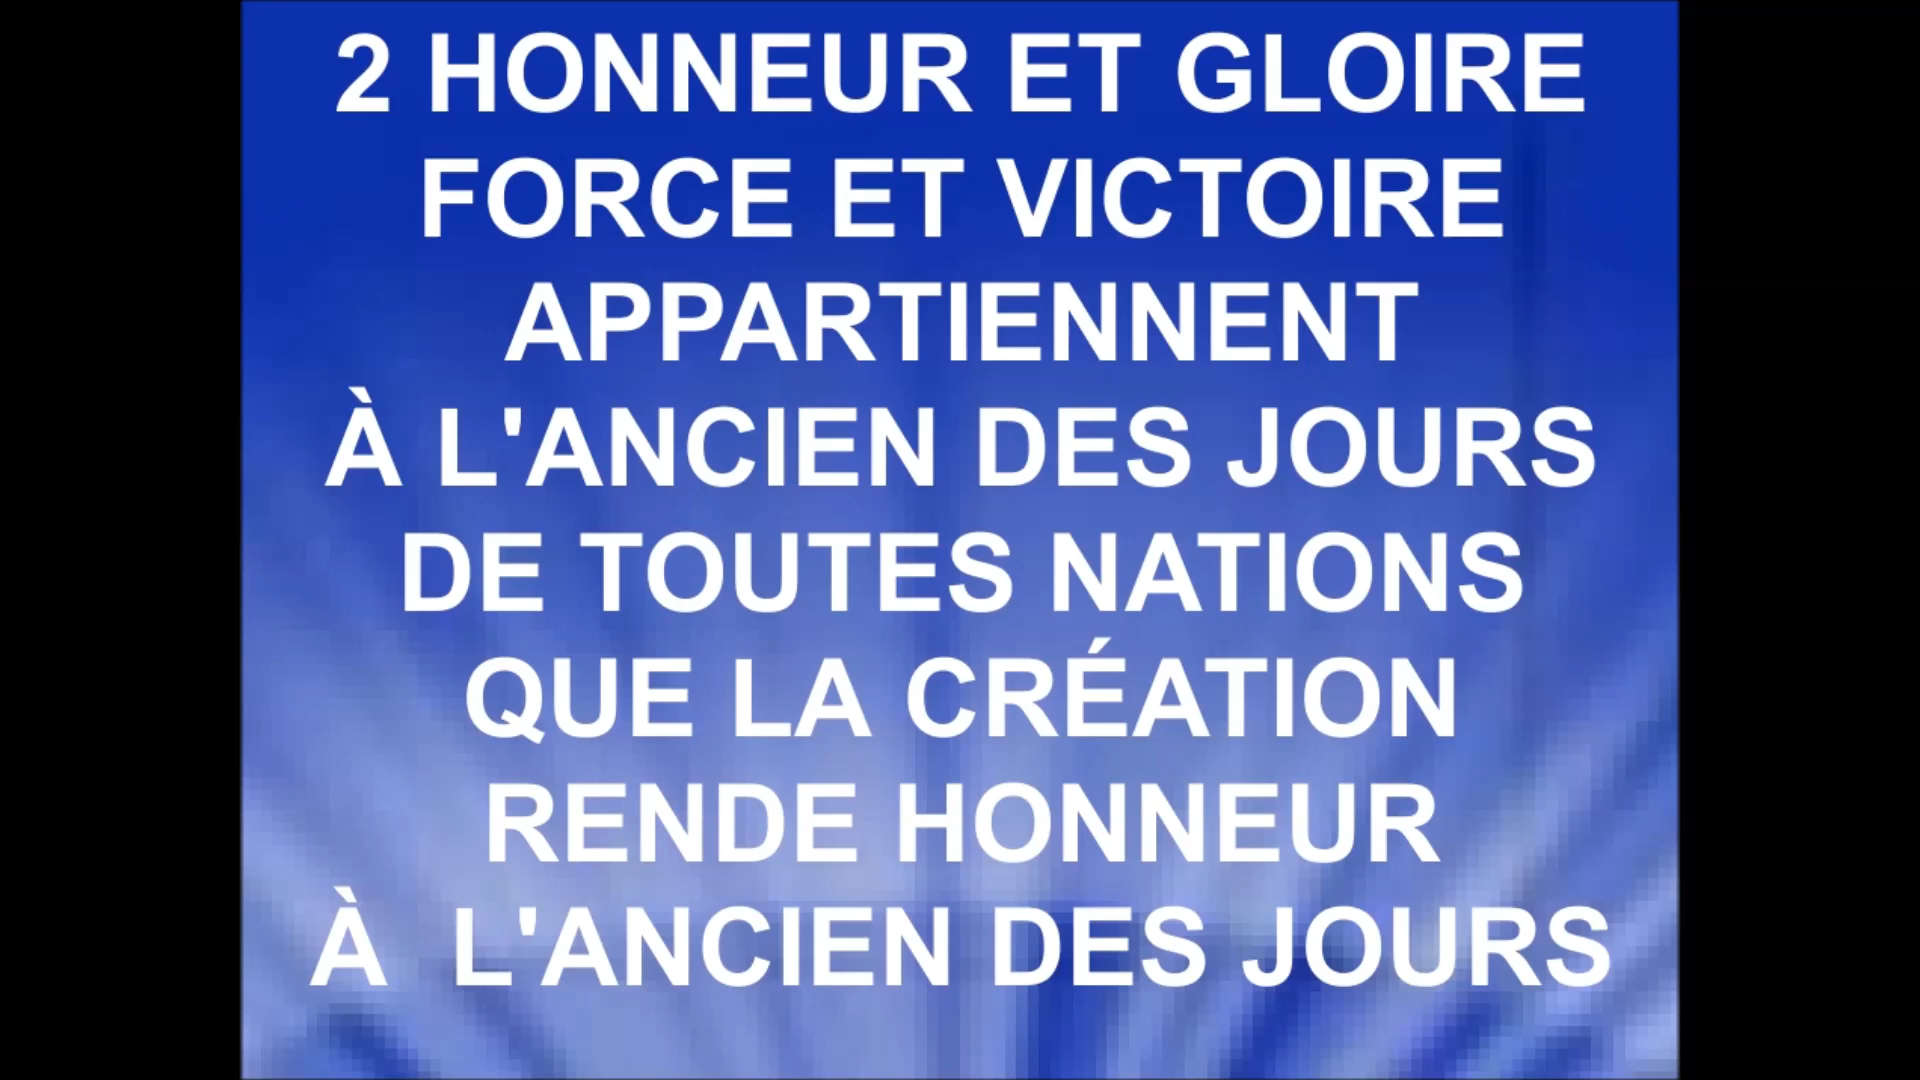 2 HONNEUR ET GLOIRE
FORCE ET VICTOIRE
APPARTIENNENT
À L'ANCIEN DES JOURS
DE TOUTES NATIONS
QUE LA CRÉATION
RENDE HONNEUR
À L'ANCIEN DES JOURS